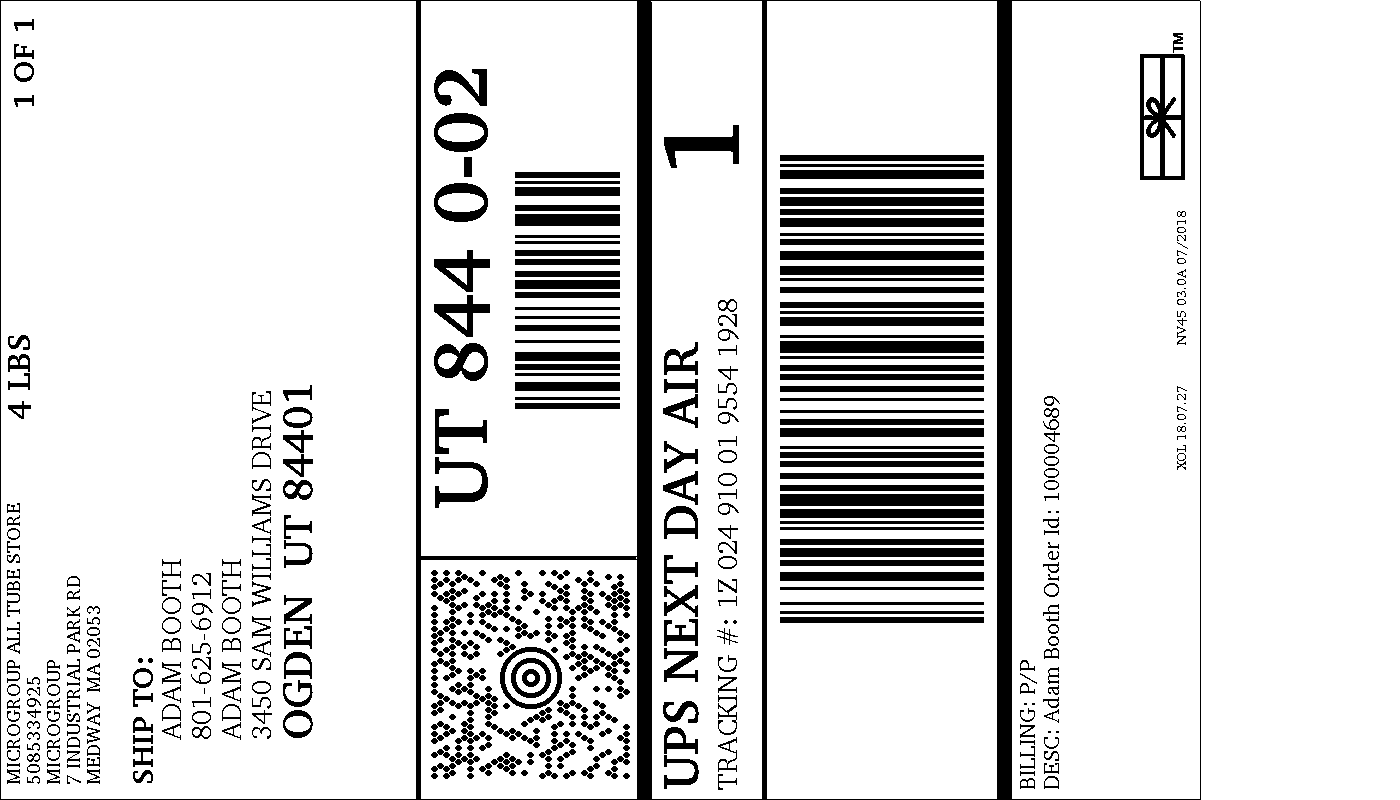 MICROGROUP ALL TUBE STORE
5085334925
MICROGROUP
7 INDUSTRIAL PARK RD
MEDWAY MA 02053
4 LBS
1 OF 1
SHIP TO:
ADAM BOOTH
801-625-6912
ADAM BOOTH
3450 SAM WILLIAMS DRIVE
OGDEN UT 84401
UT 844 0-02
UPS NEXT DAY AIR
1
TRACKING #: 1Z 024 910 01 9554 1928
BILLING: P/P
DESC: Adam Booth Order Id: 100004689
XOL 18.07.27 NV45 03.0A 07/2018
TM